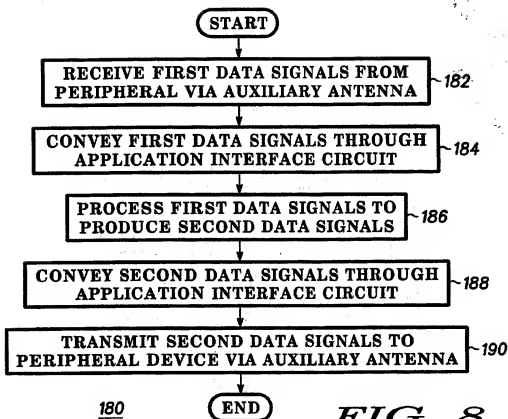 START
RECEIVE FIRST DATA SIGNALS FROM
PERIPHERAL VIA AUXILIARY ANTENNA
182
CONVEY FIRST DATA SIGNALS THROUGH
APPLICATION INTERFACE CIRCUIT
184
PROCESS FIRST DATA SIGNALS TO
PRODUCE SECOND DATA SIGNALS
186
CONVEY SECOND DATA SIGNALS THROUGH
APPLICATION INTERFACE CIRCUIT
188
TRANSMIT SECOND DATA SIGNALS TO
PERIPHERAL DEVICE VIA AUXILIARY ANTENNA
190
180
END
FIG. 8